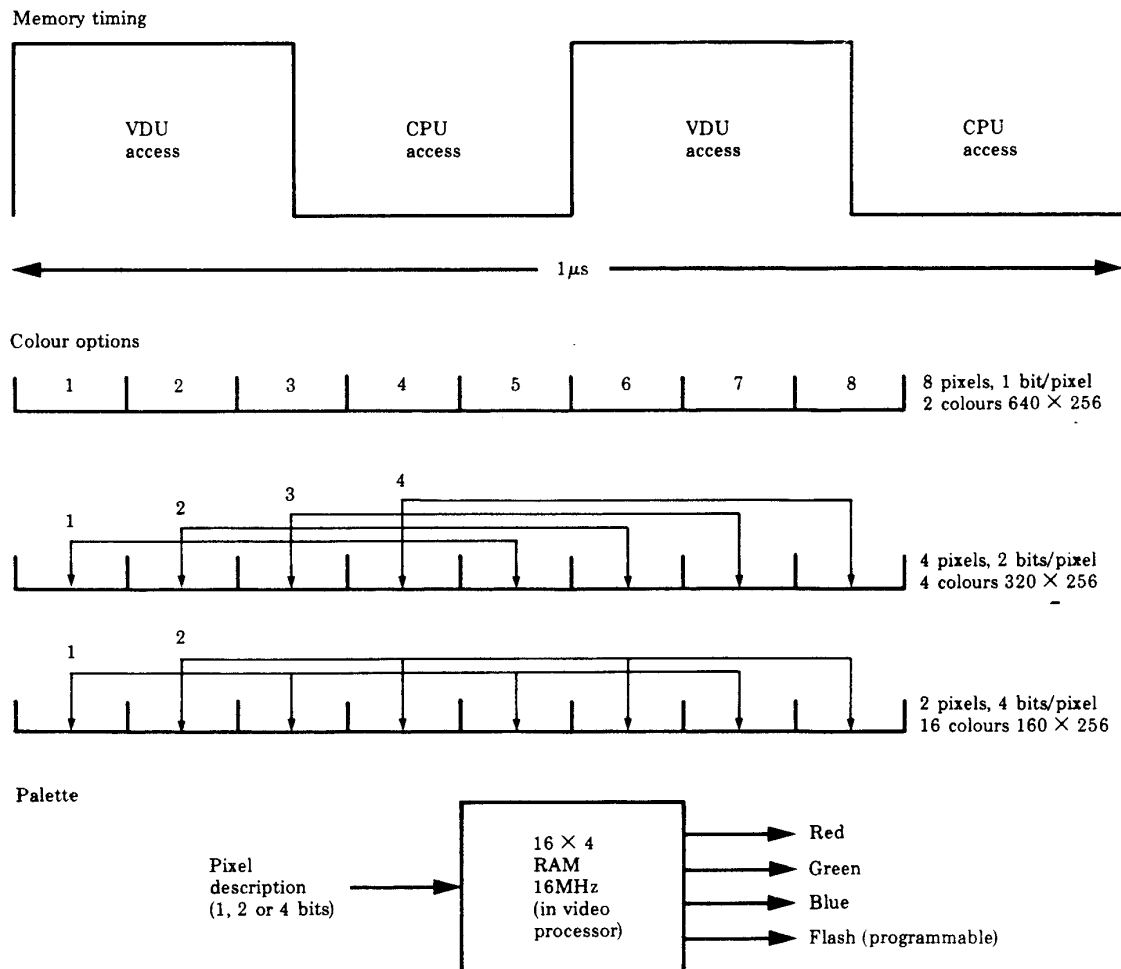 Memory timing
VDU
access
CPU
access
VDU
access
CPU
access
1μs
Colour options
1 2 3 4 5 6 7 8
8 pixels, 1 bit/pixel
2 colours 640 × 256
1 2 3 4
4 pixels, 2 bits/pixel
4 colours 320 × 256
1 2
2 pixels, 4 bits/pixel
16 colours 160 × 256
Palette
Pixel
description
(1, 2 or 4 bits)
16 × 4
RAM
16MHz
(in video
processor)
Red
Green
Blue
Flash (programmable)